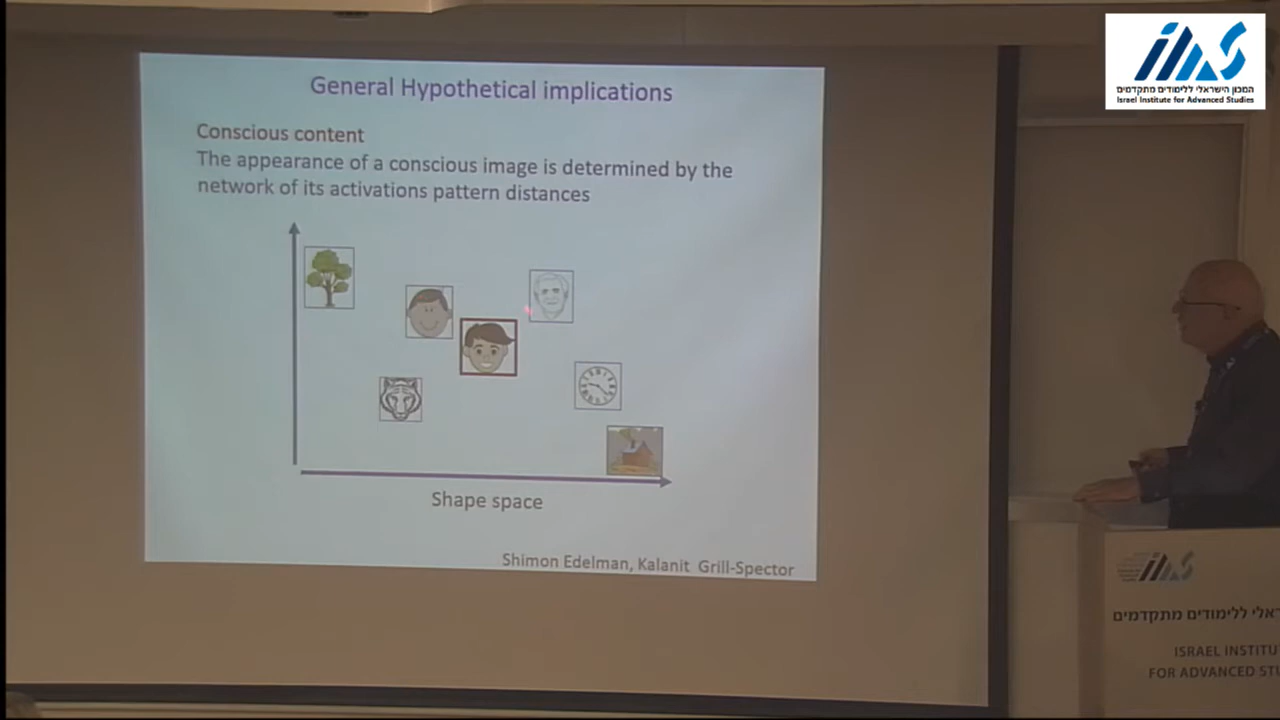 General Hypothetical implications
Conscious content
The appearance of a conscious image is determined by the
network of its activations pattern distances
Shape space
Shimon Edelman, Kalanit Grill-Spector
המכון הישראלי ללימודים מתקדמים
Israel Institute for Advanced Studies
ללימודים מתקדמים
ISRAEL
FOR ADVANCED